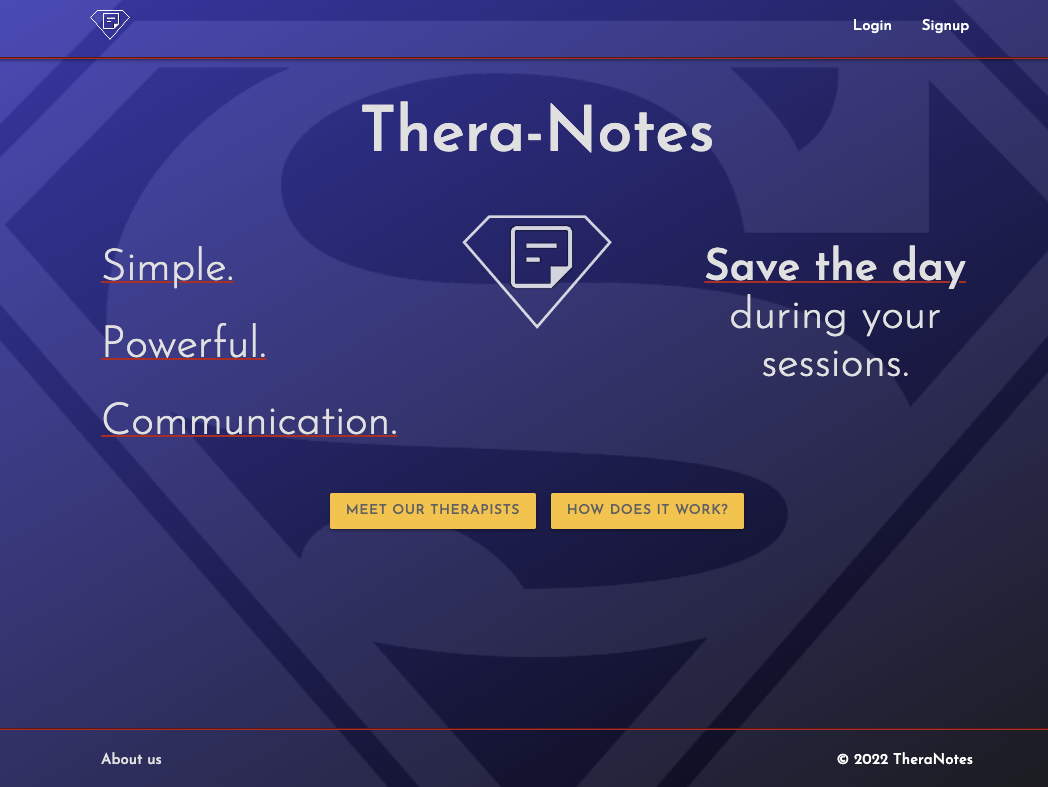 Login Signup
Thera-Notes
Simple.
Powerful.
Communication.
Save the day
during your
sessions.
MEET OUR THERAPISTS
HOW DOES IT WORK?
About us
© 2022 TheraNotes